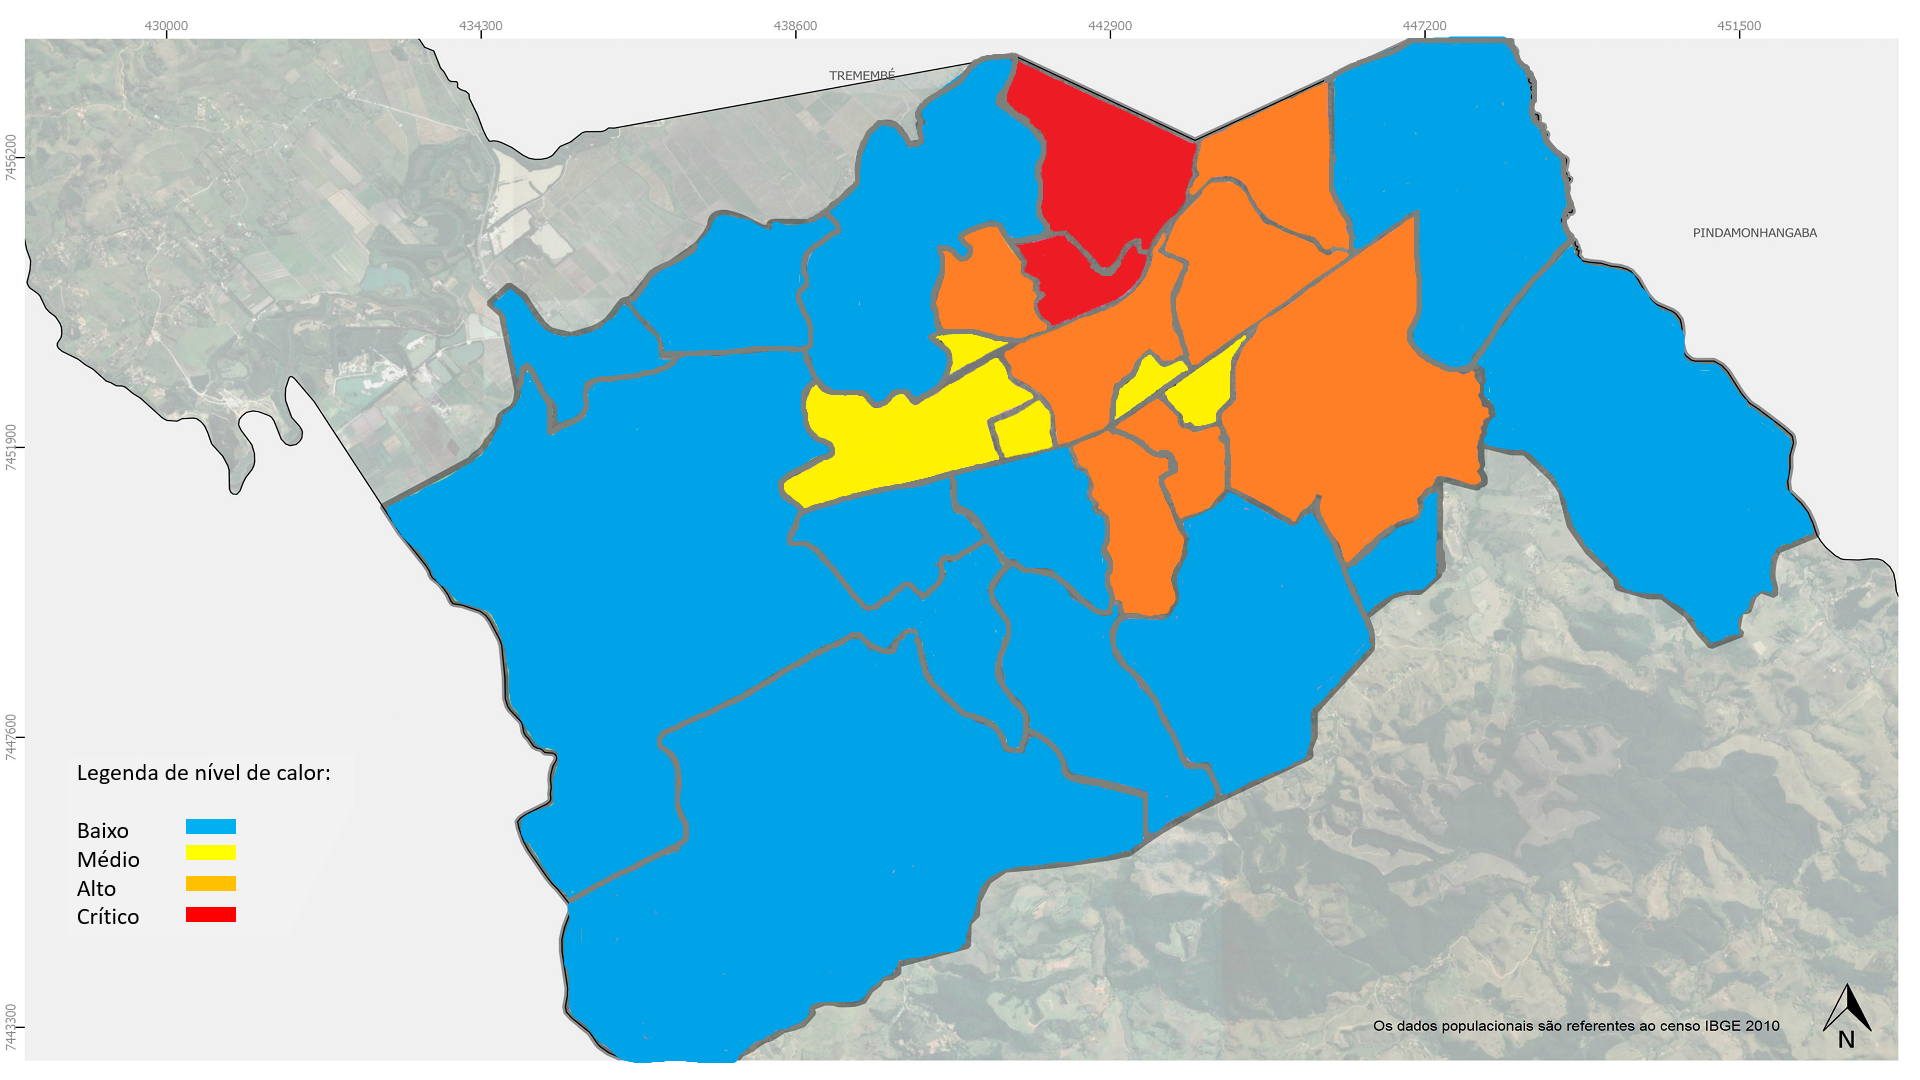 430000 434300 438600 442900 447200 451500
TREMEMBÉ
7456200
PINDAMONHANGABA
7451900
7447600
Legenda de nível de calor:
Baixo
Médio
Alto
Crítico
7443300
Os dados populacionais são referentes ao censo IBGE 2010
N